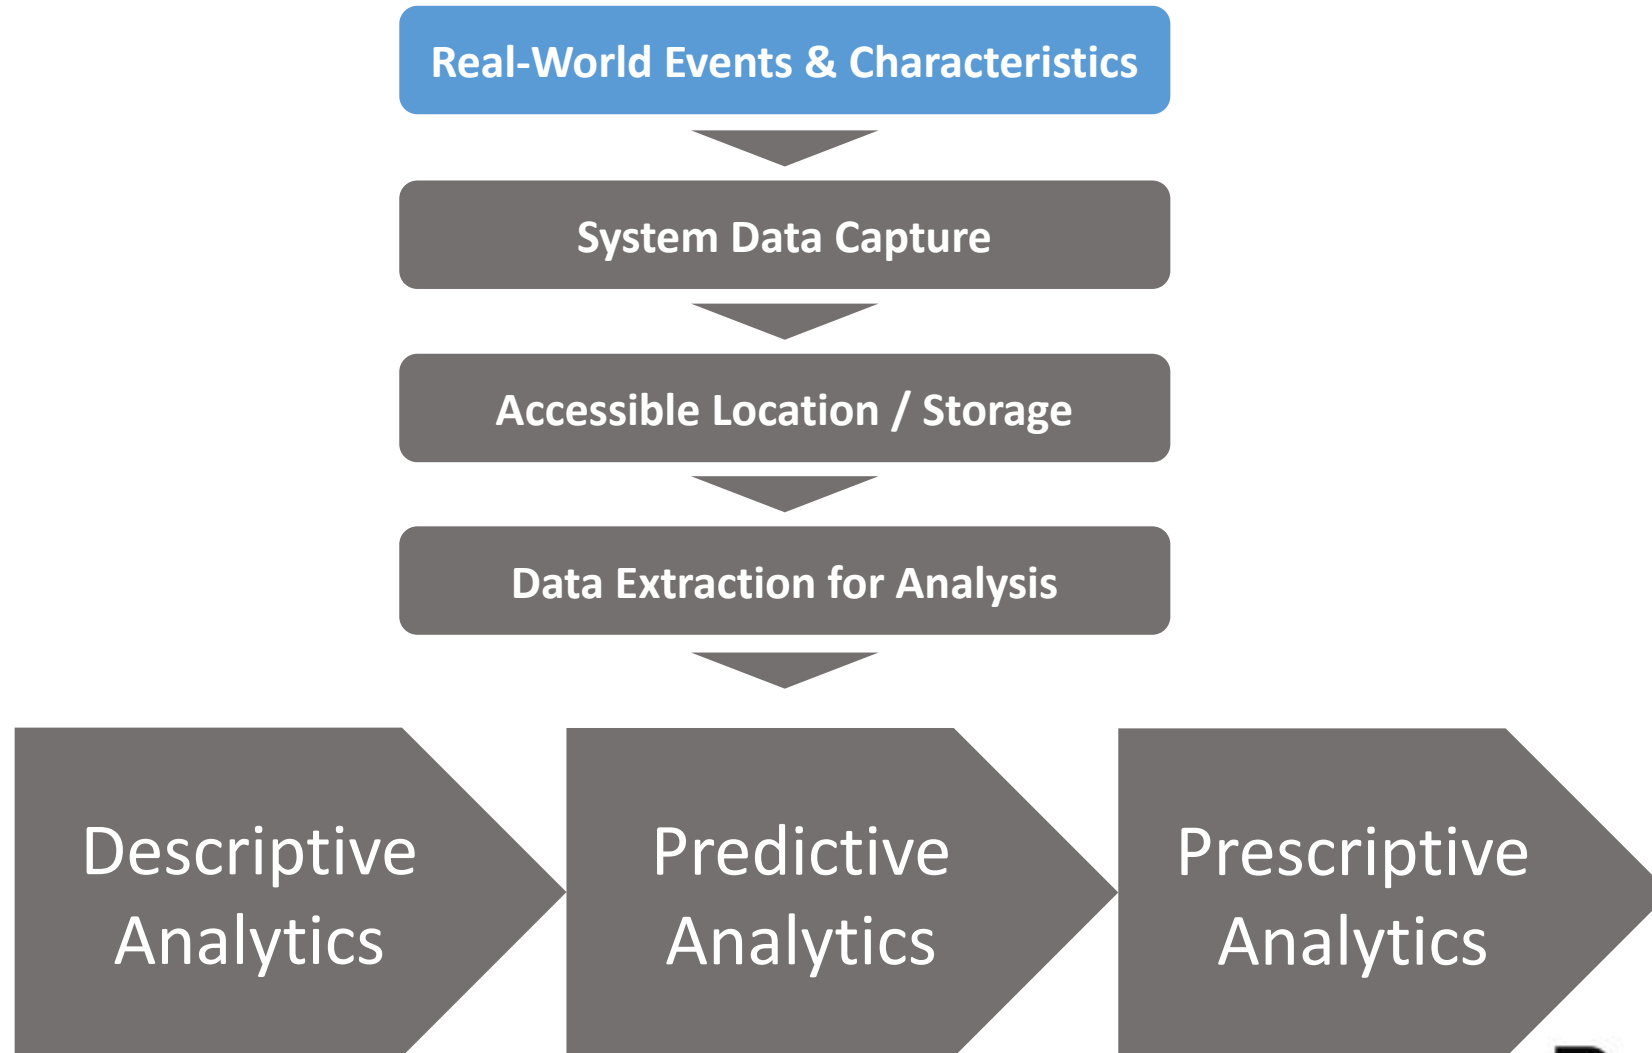 Real-World Events & Characteristics
System Data Capture
Accessible Location / Storage
Data Extraction for Analysis
Descriptive
Analytics
Predictive
Analytics
Prescriptive
Analytics